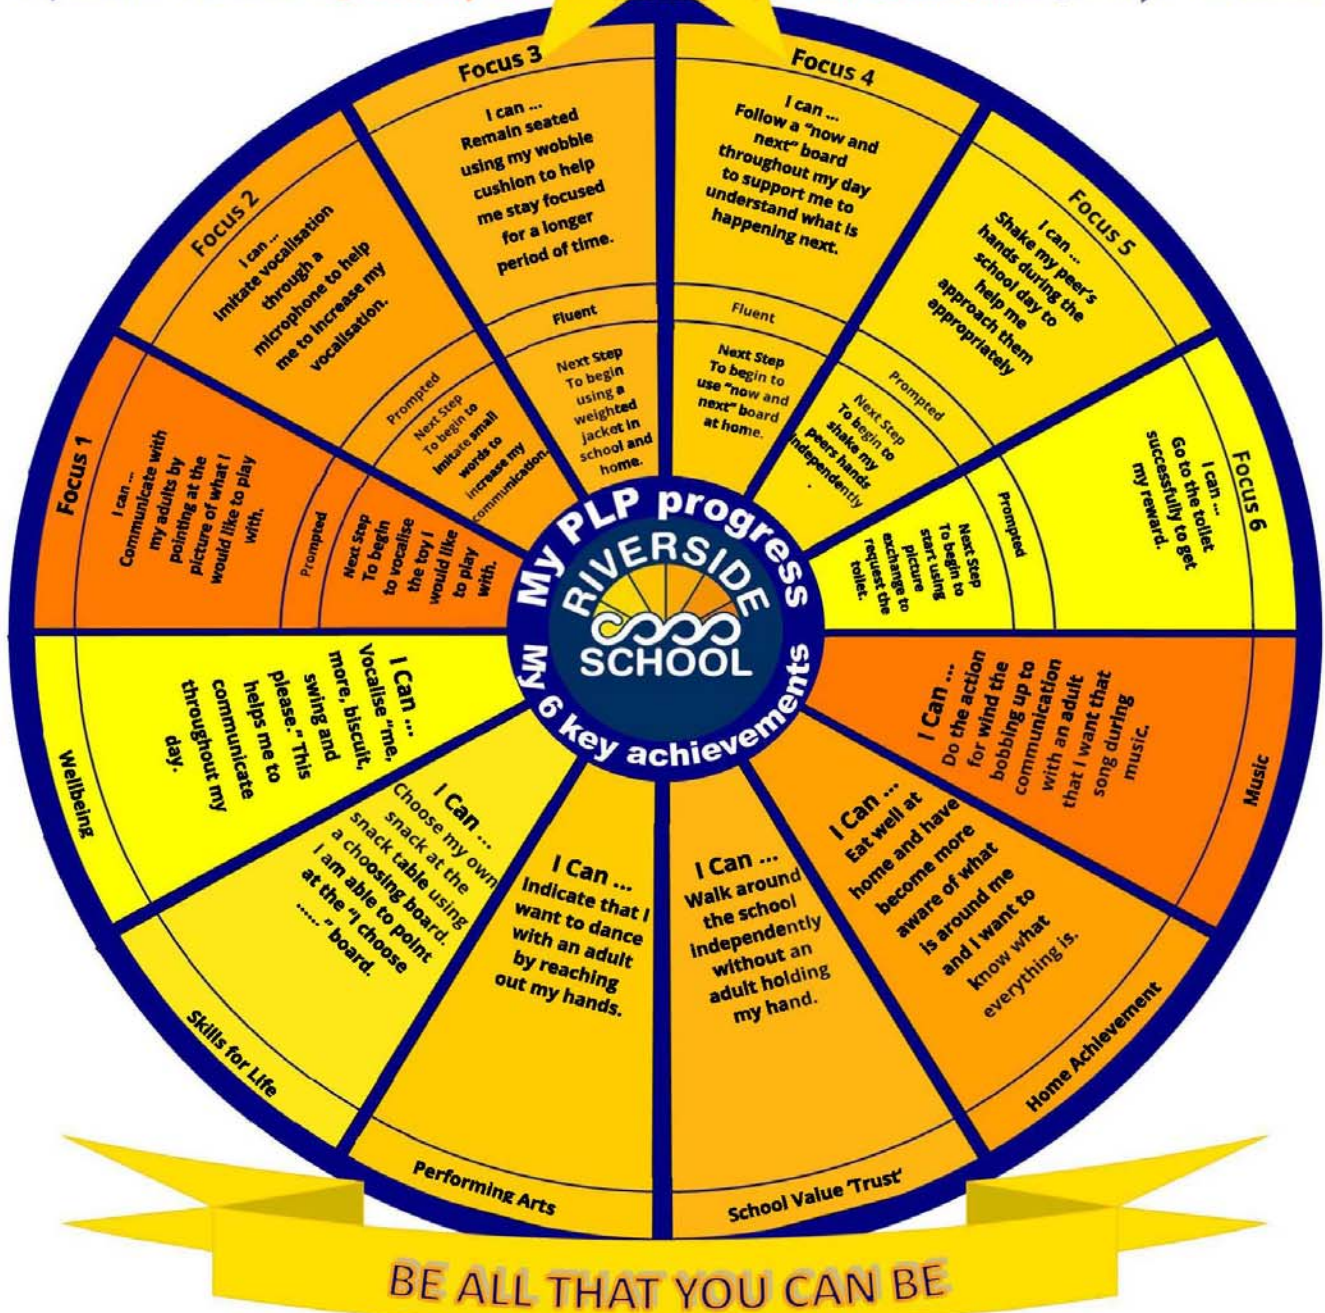 Focus 1
I can ...
Communicate with
my adults by
pointing at the
picture of what I
would like to play
with.
Prompted
Next Step
To begin
to vocalise
the toy I
would like
to play
with.
Focus 2
I can ...
Imitate vocalisation
through a
microphone to help
me to increase my
vocalisation.
Prompted
Next Step
To begin to
imitate small
words to
increase my
communication.
Focus 3
I can ...
Remain seated
using my wobble
cushion to help
me stay focused
for a longer
period of time.
Fluent
Next Step
To begin
using a
weighted
jacket in
school and
home.
Focus 4
I can ...
Follow a "now and
next" board
throughout my day
to support me to
understand what is
happening next.
Fluent
Next Step
To begin to
use "now and
next" board
at home.
Focus 5
I can ...
Shake my peer's
hands during the
school day to
help me
approach them
appropriately
Prompted
Next Step
To begin to
shake my
peers hands
independently
.
Focus 6
I can ...
Go to the toilet
successfully to get
my reward.
Prompted
Next Step
To begin to
start using
picture
exchange to
request the
toilet.
My PLP progress
RIVERSIDE
SCHOOL
My 6 key achievements
Wellbeing
I Can ...
Vocalise "me,
more, biscuit,
swing and
please." This
helps me to
communicate
throughout my
day.
Skills for Life
I Can ...
Choose my own
snack at the
snack table using
a choosing board.
I am able to point
at the "I choose
......" board.
Performing Arts
I Can ...
Indicate that I
want to dance
with an adult
by reaching
out my hands.
School Value 'Trust'
I Can ...
Walk around
the school
independently
without an
adult holding
my hand.
Home Achievement
I Can ...
Eat well at
home and have
become more
aware of what
is around me
and I want to
know what
everything is.
Music
I Can ...
Do the action
for wind the
bobbing up to
communication
with an adult
that I want that
song during
music.
BE ALL THAT YOU CAN BE